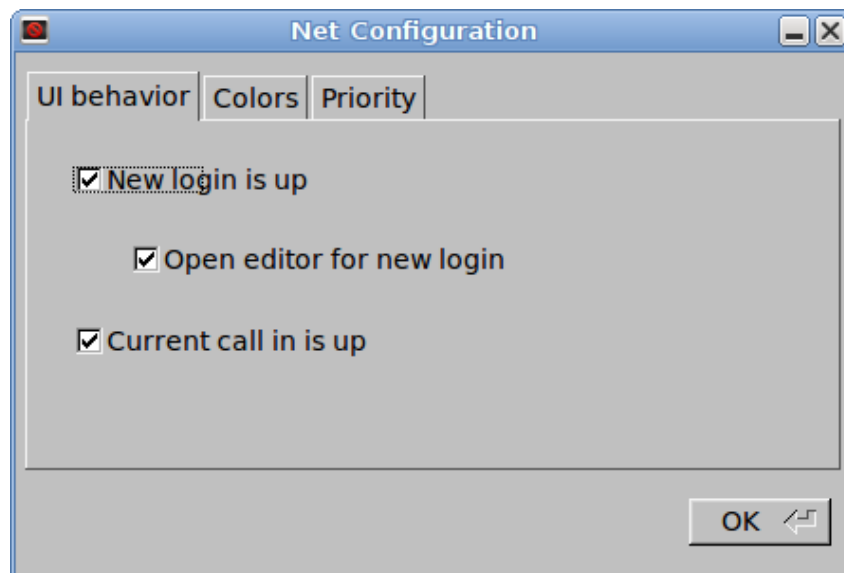 Net Configuration
UI behavior Colors Priority
New login is up
Open editor for new login
Current call in is up
OK